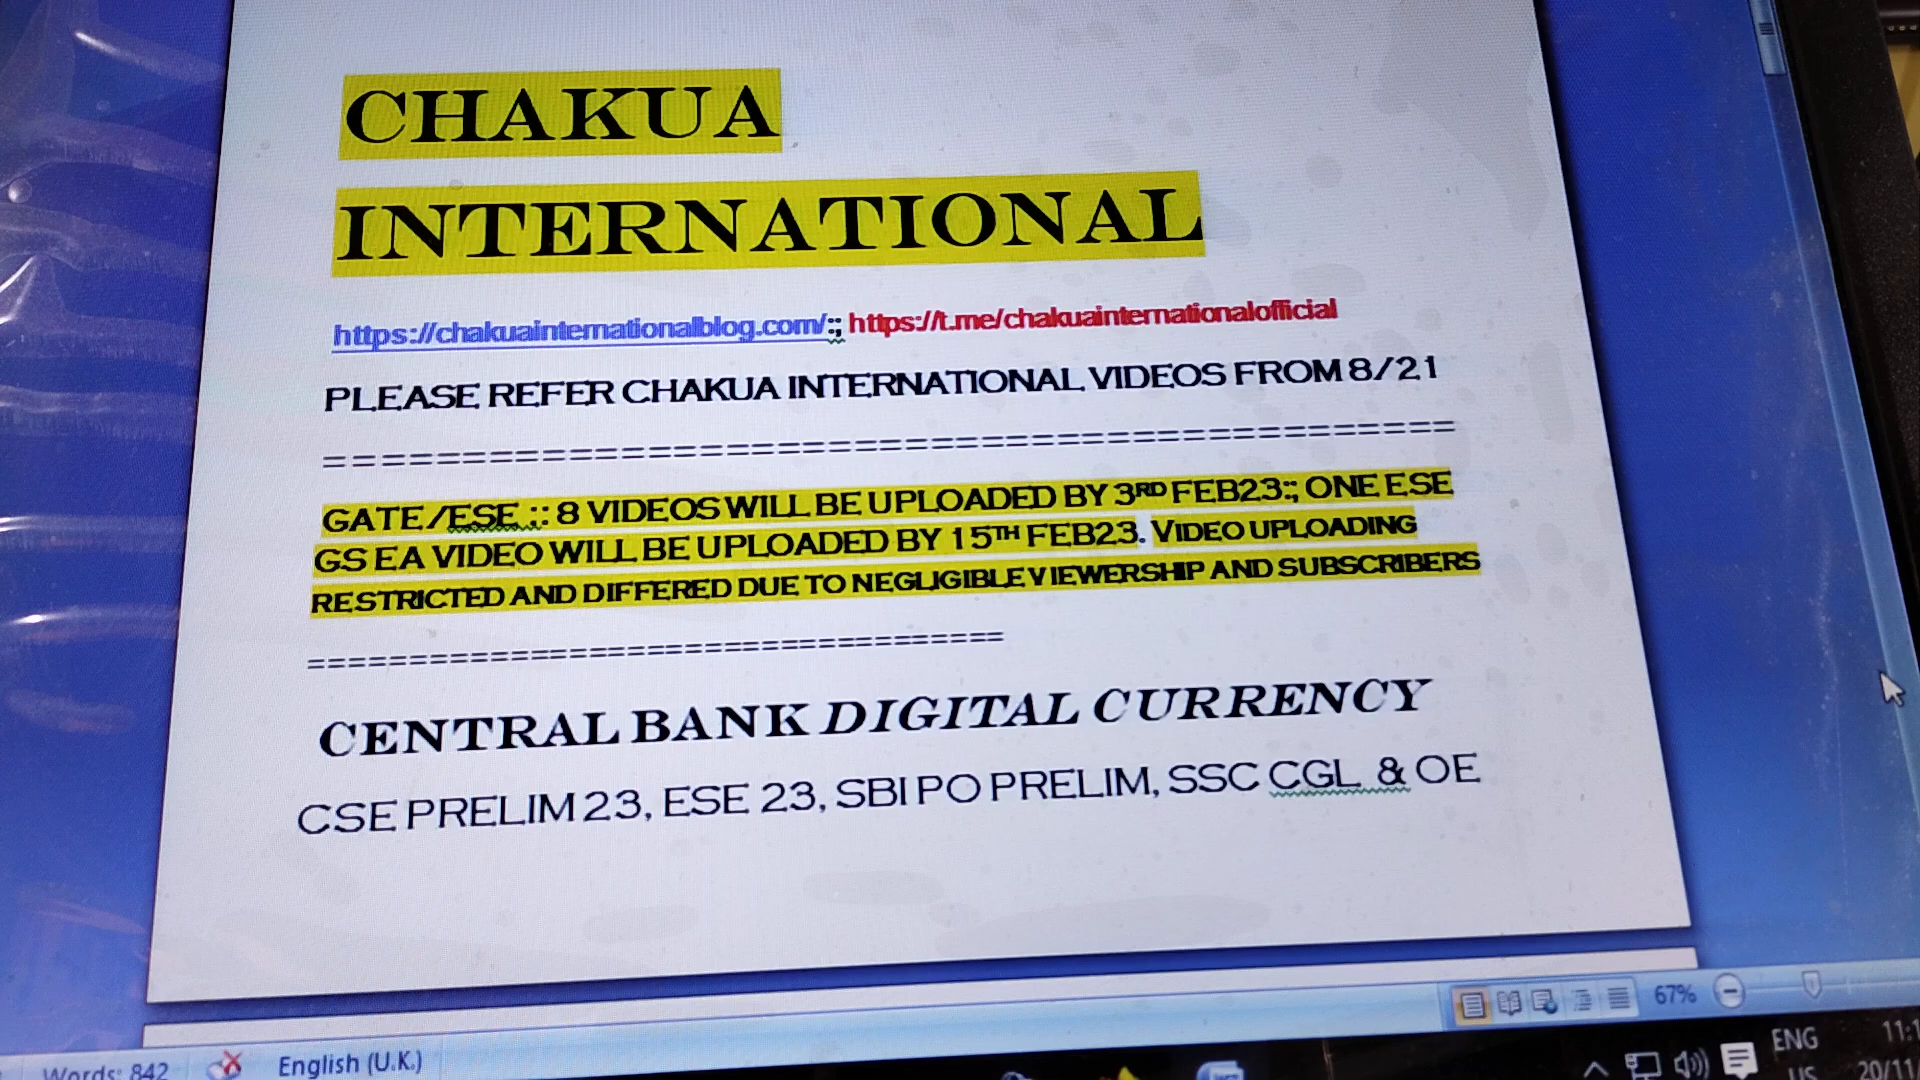 CHAKUA
INTERNATIONAL
https://chakuainternationalblog.com/:; https://t.me/chakuainternationalofficial
PLEASE REFER CHAKUA INTERNATIONAL VIDEOS FROM 8/21
==========================================
GATE/ESE :: 8 VIDEOS WILL BE UPLOADED BY 3RD FEB23:; ONE ESE
GS EA VIDEO WILL BE UPLOADED BY 15TH FEB23. VIDEO UPLOADING
RESTRICTED AND DIFFERED DUE TO NEGLIGIBLE VIEWERSHIP AND SUBSCRIBERS
==================================
CENTRAL BANK DIGITAL CURRENCY
CSE PRELIM 23, ESE 23, SBI PO PRELIM, SSC CGL & OE
67%
Words: 842 English (U.K.)
ENG
US